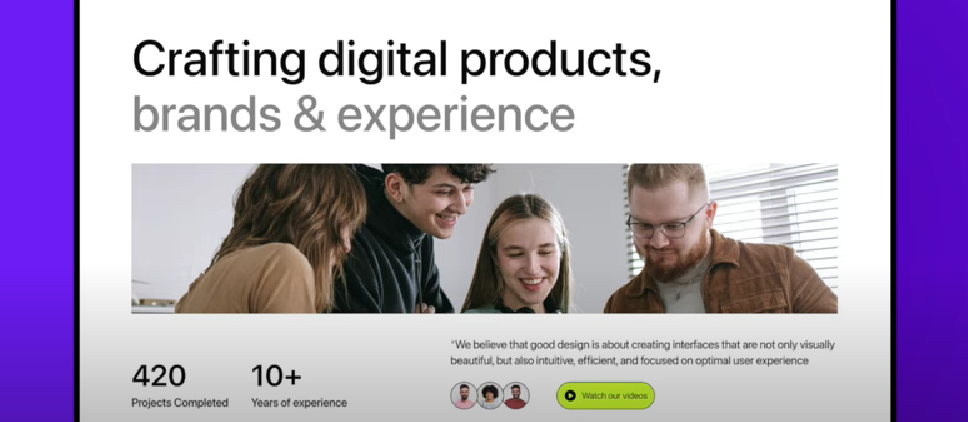 Crafting digital products,
brands & experience
420
Projects Completed
10+
Years of experience
"We believe that good design is about creating interfaces that are not only visually
beautiful, but also intuitive, efficient, and focused on optimal user experience
Watch our videos